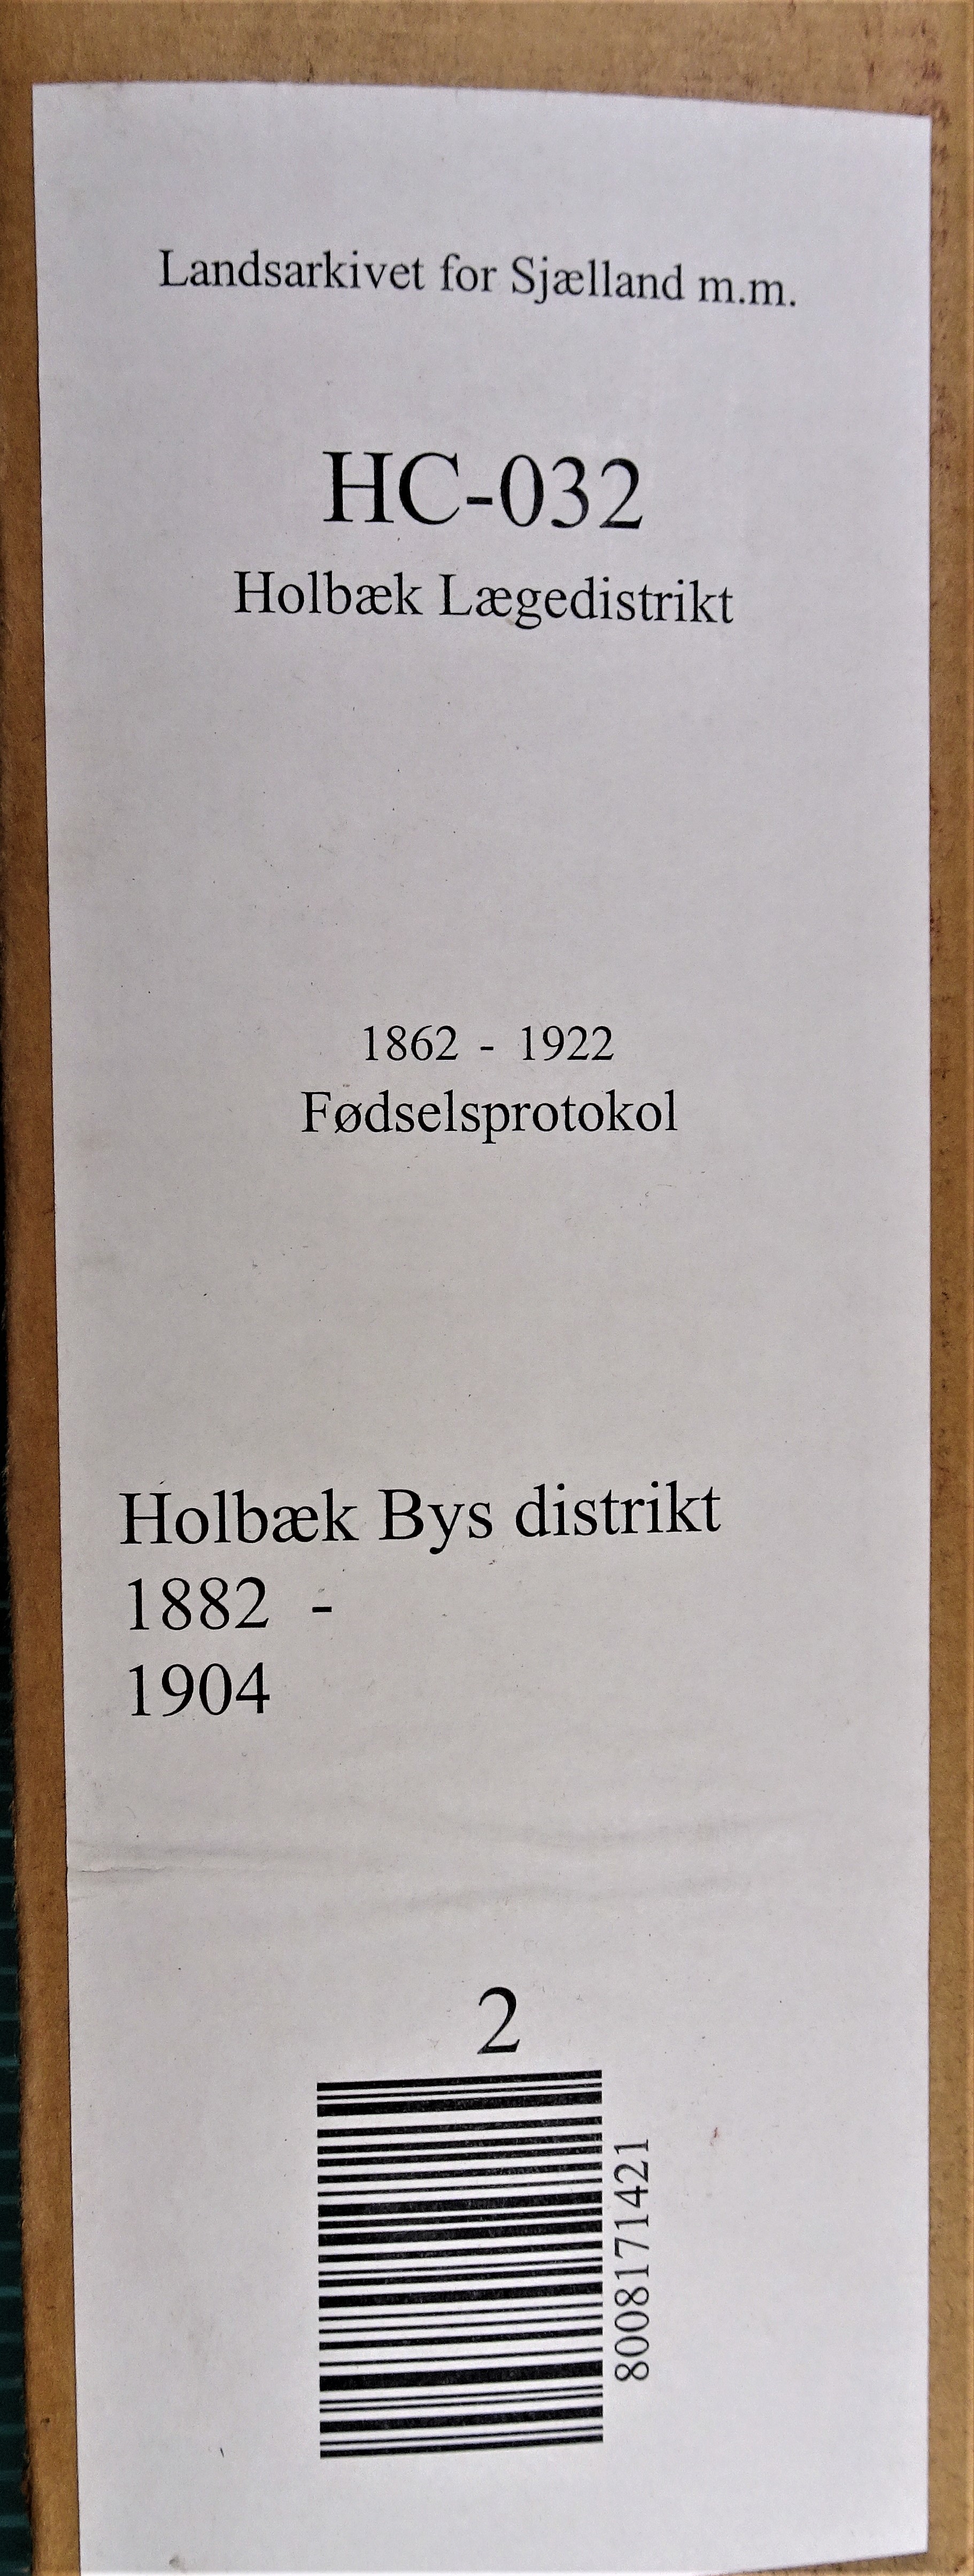 Landsarkivet for Sjælland m.m.
HC-032
Holbæk Lægedistrikt
1862 - 1922
Fødselsprotokol
Holbæk Bys distrikt
1882 -
1904
2
8008171421